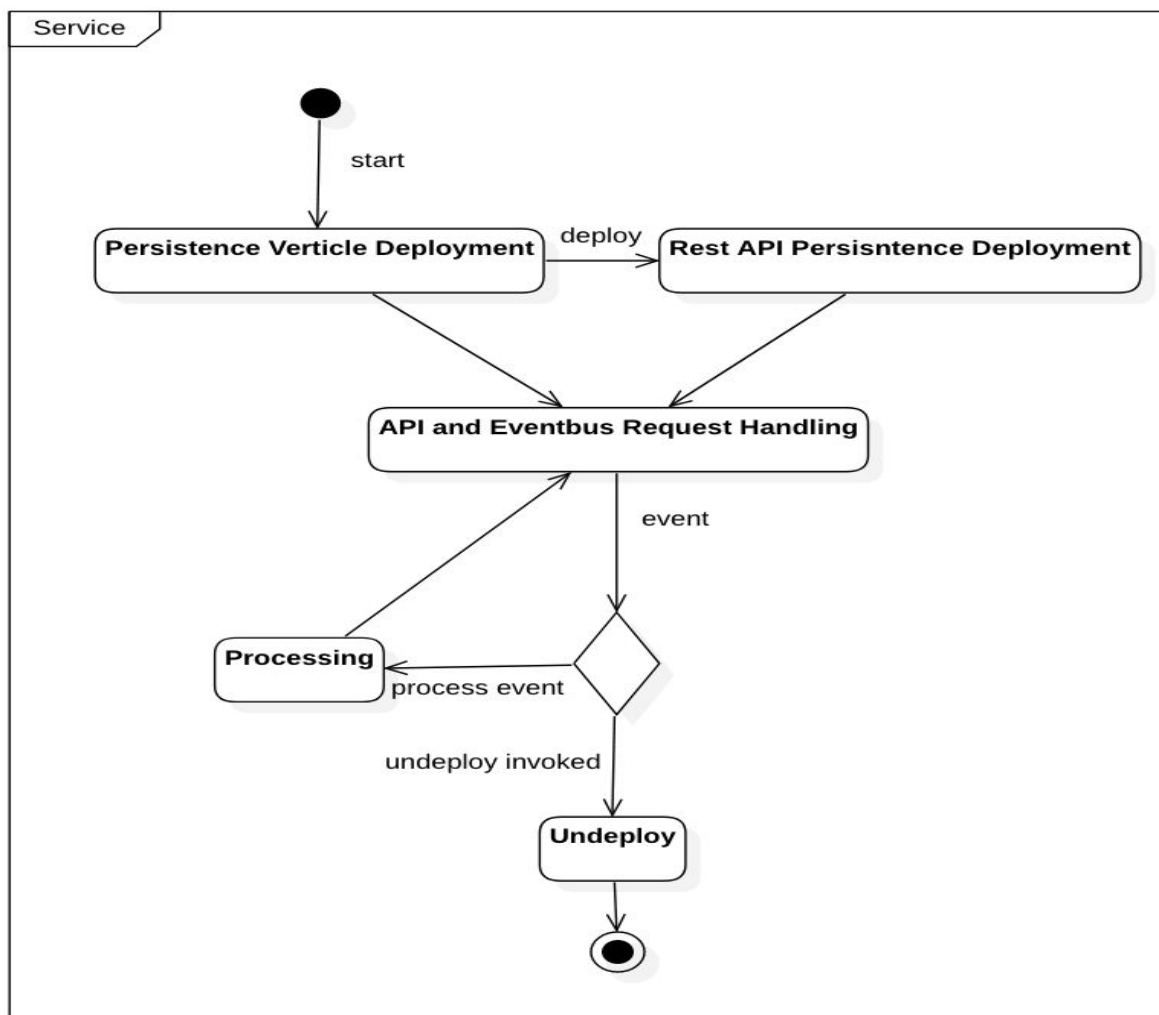 Service
start
Persistence Verticle Deployment
deploy
Rest API Persisntence Deployment
API and Eventbus Request Handling
event
Processing
process event
undeploy invoked
Undeploy